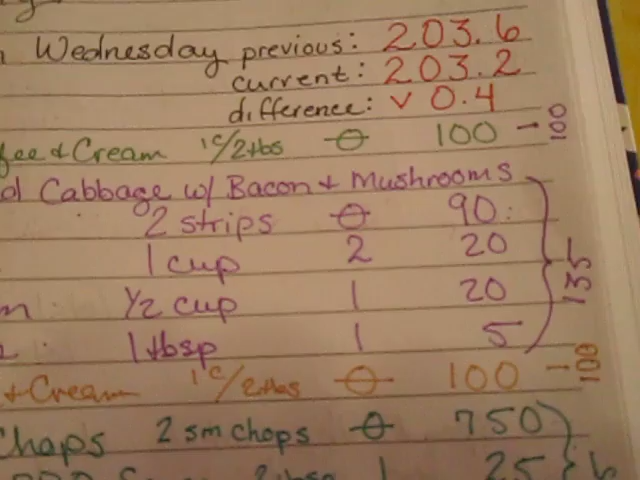 Wednesday previous: 203.6
current: 203.2
difference: v 0.4
& Cream 1c/2tbs θ 100 - 100
Cabbage w/ Bacon + Mushrooms
2 strips θ 90
1 cup 2 20
1/2 cup 1 20
1 tbsp 1 5
135
+ Cream 1c/2tbs θ 100 - 100
Chops 2 sm chops θ 750
1 25